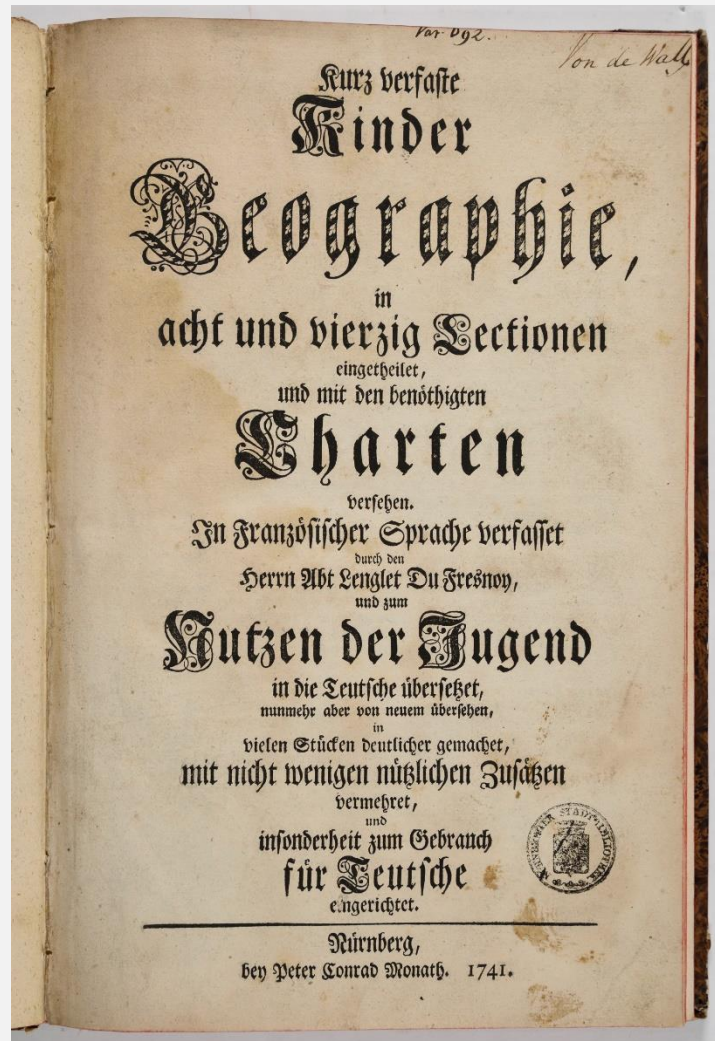 Var. 692.
Von de Wall
Kurz verfaste
Kinder
Geographie,
in
acht und vierzig Lectionen
eingetheilet,
und mit den benöthigten
Charten
versehen.
In Französischer Sprache verfasset
durch den
Herrn Abt Lenglet Du Fresnoy,
und zum
Nutzen der Jugend
in die Teutsche übersetzet,
nunmehr aber von neuem übersehen,
in
vielen Stücken deutlicher gemachet,
mit nicht wenigen nützlichen Zusätzen
vermehret,
und
insonderheit zum Gebrauch
für Teutsche
eingerichtet.
Nürnberg,
bey Peter Conrad Monath. 1741.